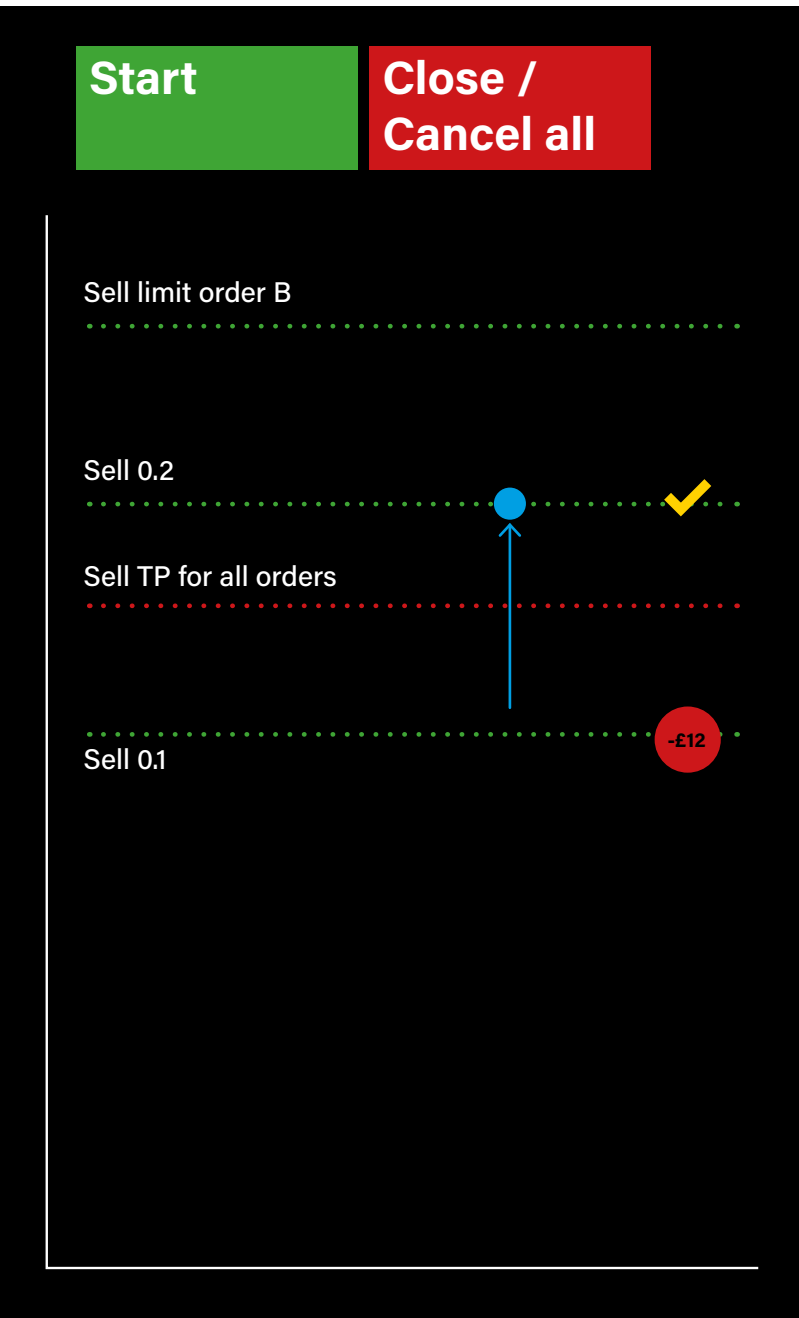 Start
Close /
Cancel all
Sell limit order B
Sell 0.2
Sell TP for all orders
-£12
Sell 0.1